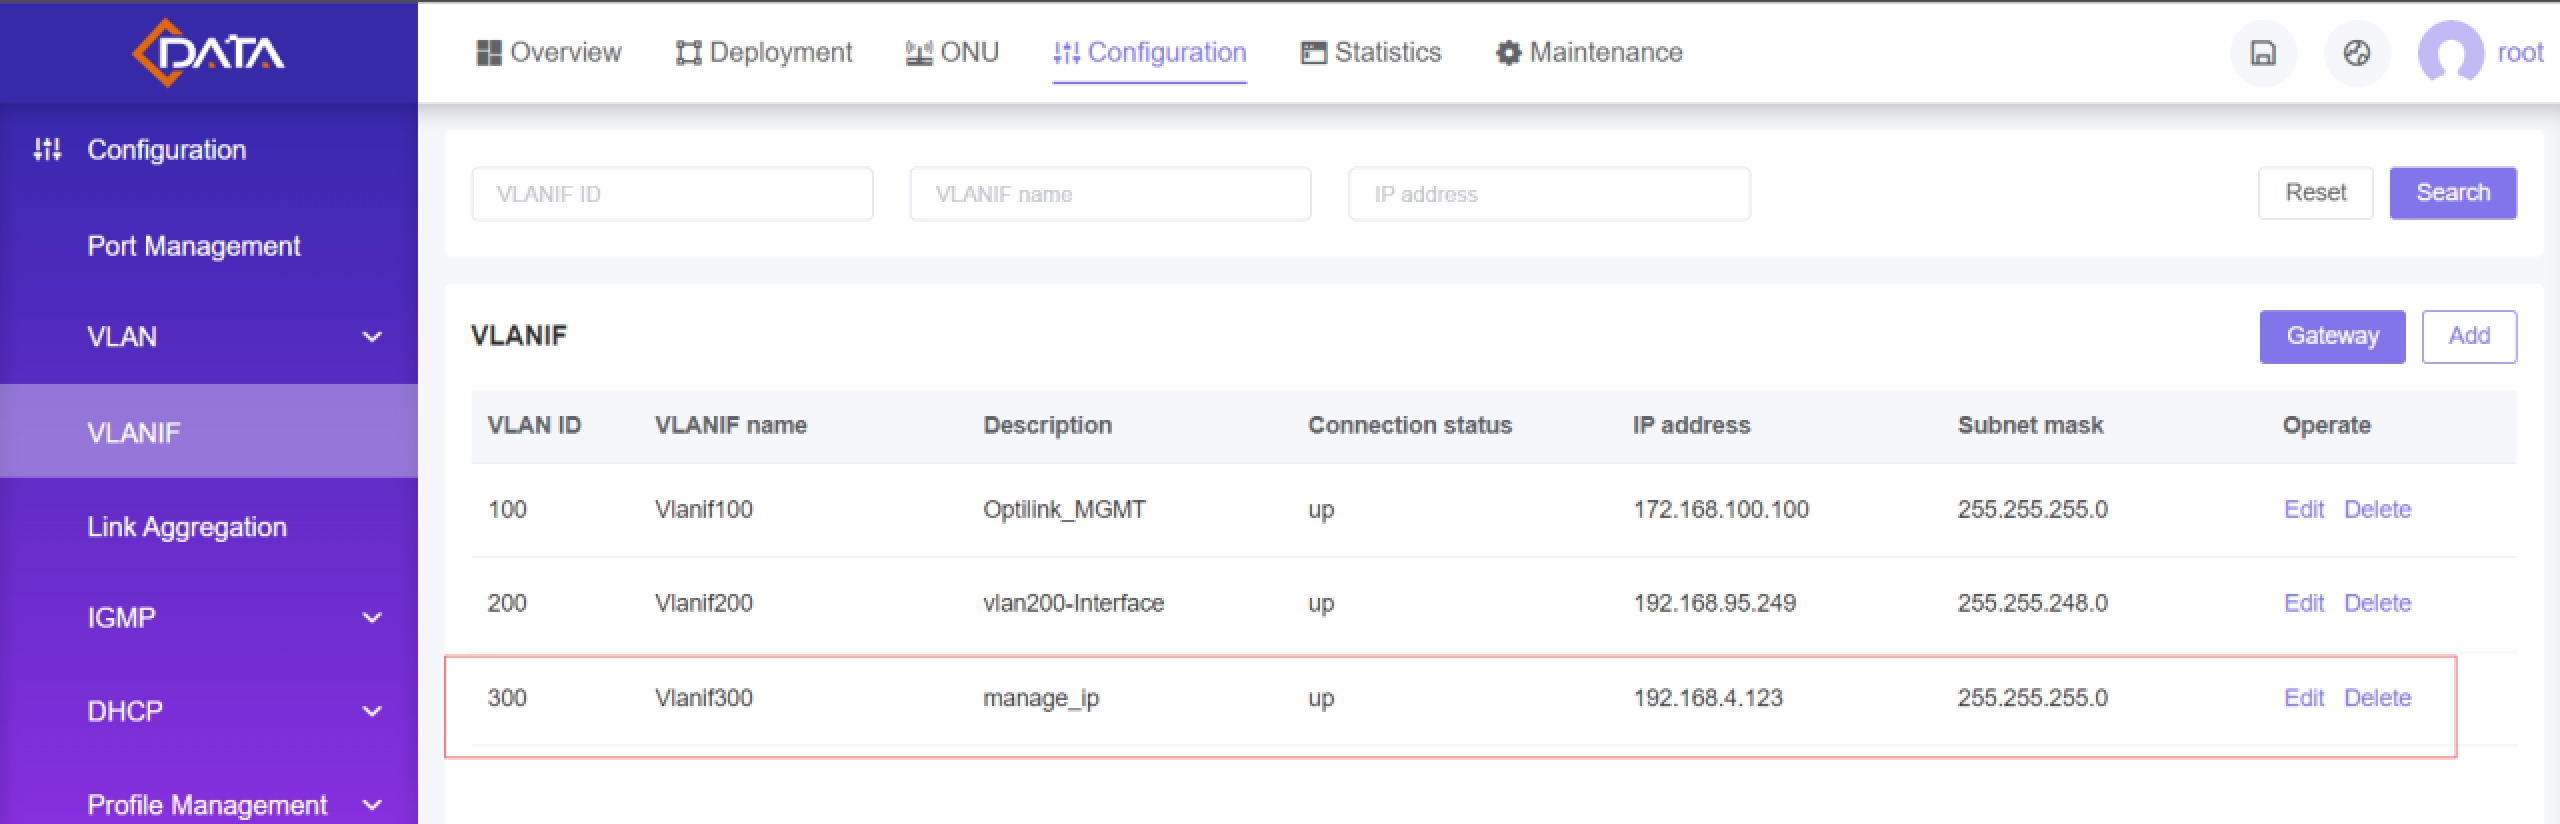 DATA
Overview Deployment ONU Configuration Statistics Maintenance root
Configuration
Port Management
VLAN
VLANIF
Link Aggregation
IGMP
DHCP
Profile Management
VLANIF ID VLANIF name IP address Reset Search
VLANIF Gateway Add
VLAN ID VLANIF name Description Connection status IP address Subnet mask Operate
100 Vlanif100 Optilink_MGMT up 172.168.100.100 255.255.255.0 Edit Delete
200 Vlanif200 vlan200-Interface up 192.168.95.249 255.255.248.0 Edit Delete
300 Vlanif300 manage_ip up 192.168.4.123 255.255.255.0 Edit Delete